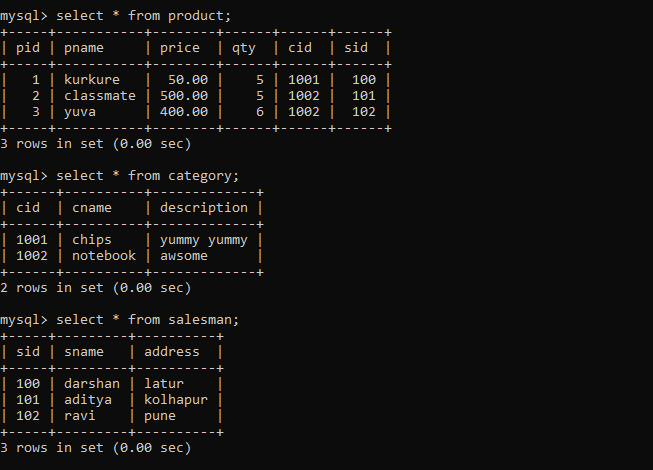 mysql> select * from product;
+-----+-----------+--------+------+------+------+
| pid | pname     | price  | qty  | cid  | sid  |
+-----+-----------+--------+------+------+------+
|   1 | kurkure   |  50.00 |    5 | 1001 |  100 |
|   2 | classmate | 500.00 |    5 | 1002 |  101 |
|   3 | yuva      | 400.00 |    6 | 1002 |  102 |
+-----+-----------+--------+------+------+------+
3 rows in set (0.00 sec)
mysql> select * from category;
+------+----------+-------------+
| cid  | cname    | description |
+------+----------+-------------+
| 1001 | chips    | yummy yummy |
| 1002 | notebook | awsome      |
+------+----------+-------------+
2 rows in set (0.00 sec)
mysql> select * from salesman;
+-----+---------+----------+
| sid | sname   | address  |
+-----+---------+----------+
| 100 | darshan | latur    |
| 101 | aditya  | kolhapur |
| 102 | ravi    | pune     |
+-----+---------+----------+
3 rows in set (0.00 sec)